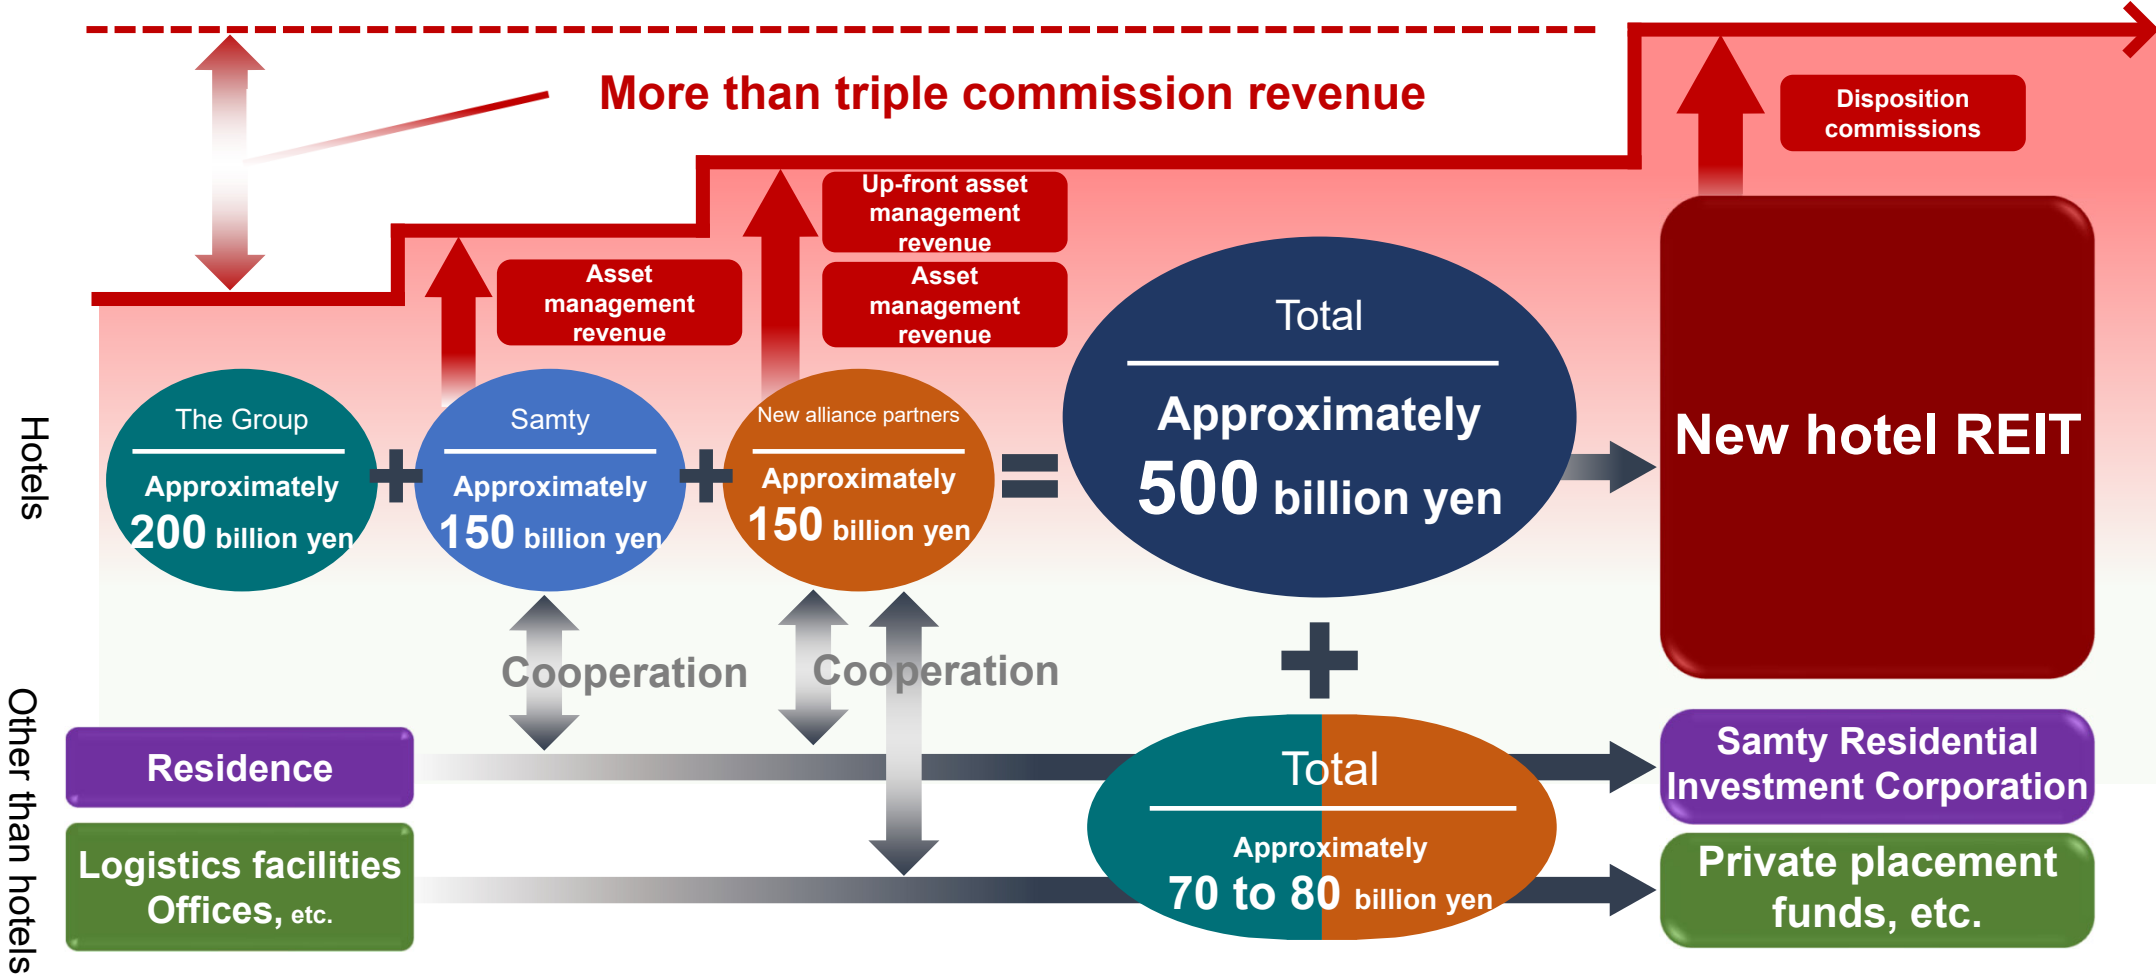 More than triple commission revenue
Disposition
commissions
Up-front asset
management
revenue
Asset
management
revenue
Asset
management
revenue
Hotels
The Group
Approximately
200 billion yen
Samty
Approximately
150 billion yen
New alliance partners
Approximately
150 billion yen
Total
Approximately
500 billion yen
New hotel REIT
Cooperation
Cooperation
Other than hotels
Residence
Logistics facilities
Offices, etc.
Total
Approximately
70 to 80 billion yen
Samty Residential
Investment Corporation
Private placement
funds, etc.